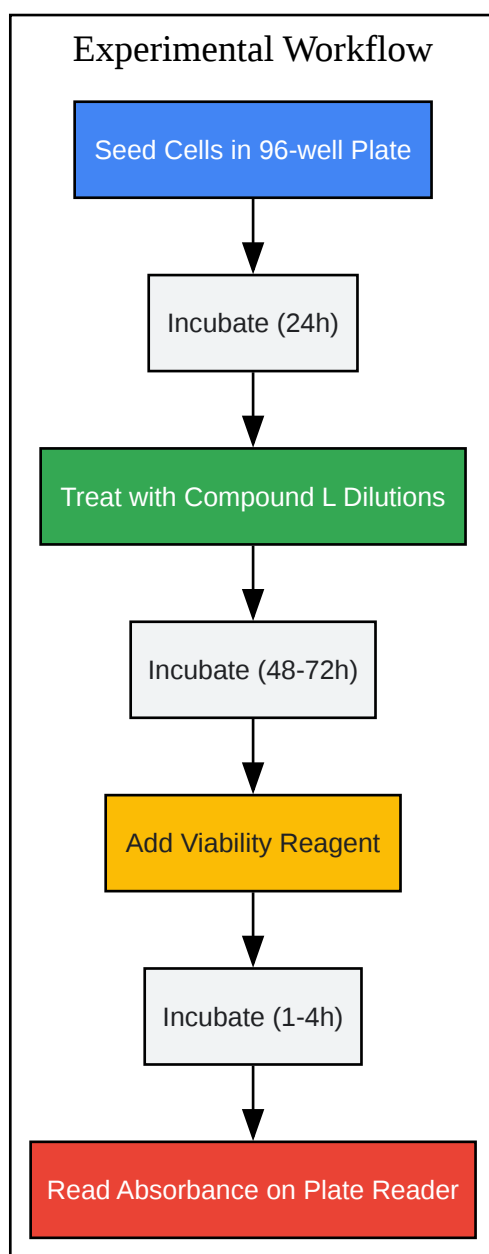 Experimental Workflow
Seed Cells in 96-well Plate
Incubate (24h)
Treat with Compound L Dilutions
Incubate (48-72h)
Add Viability Reagent
Incubate (1-4h)
Read Absorbance on Plate Reader